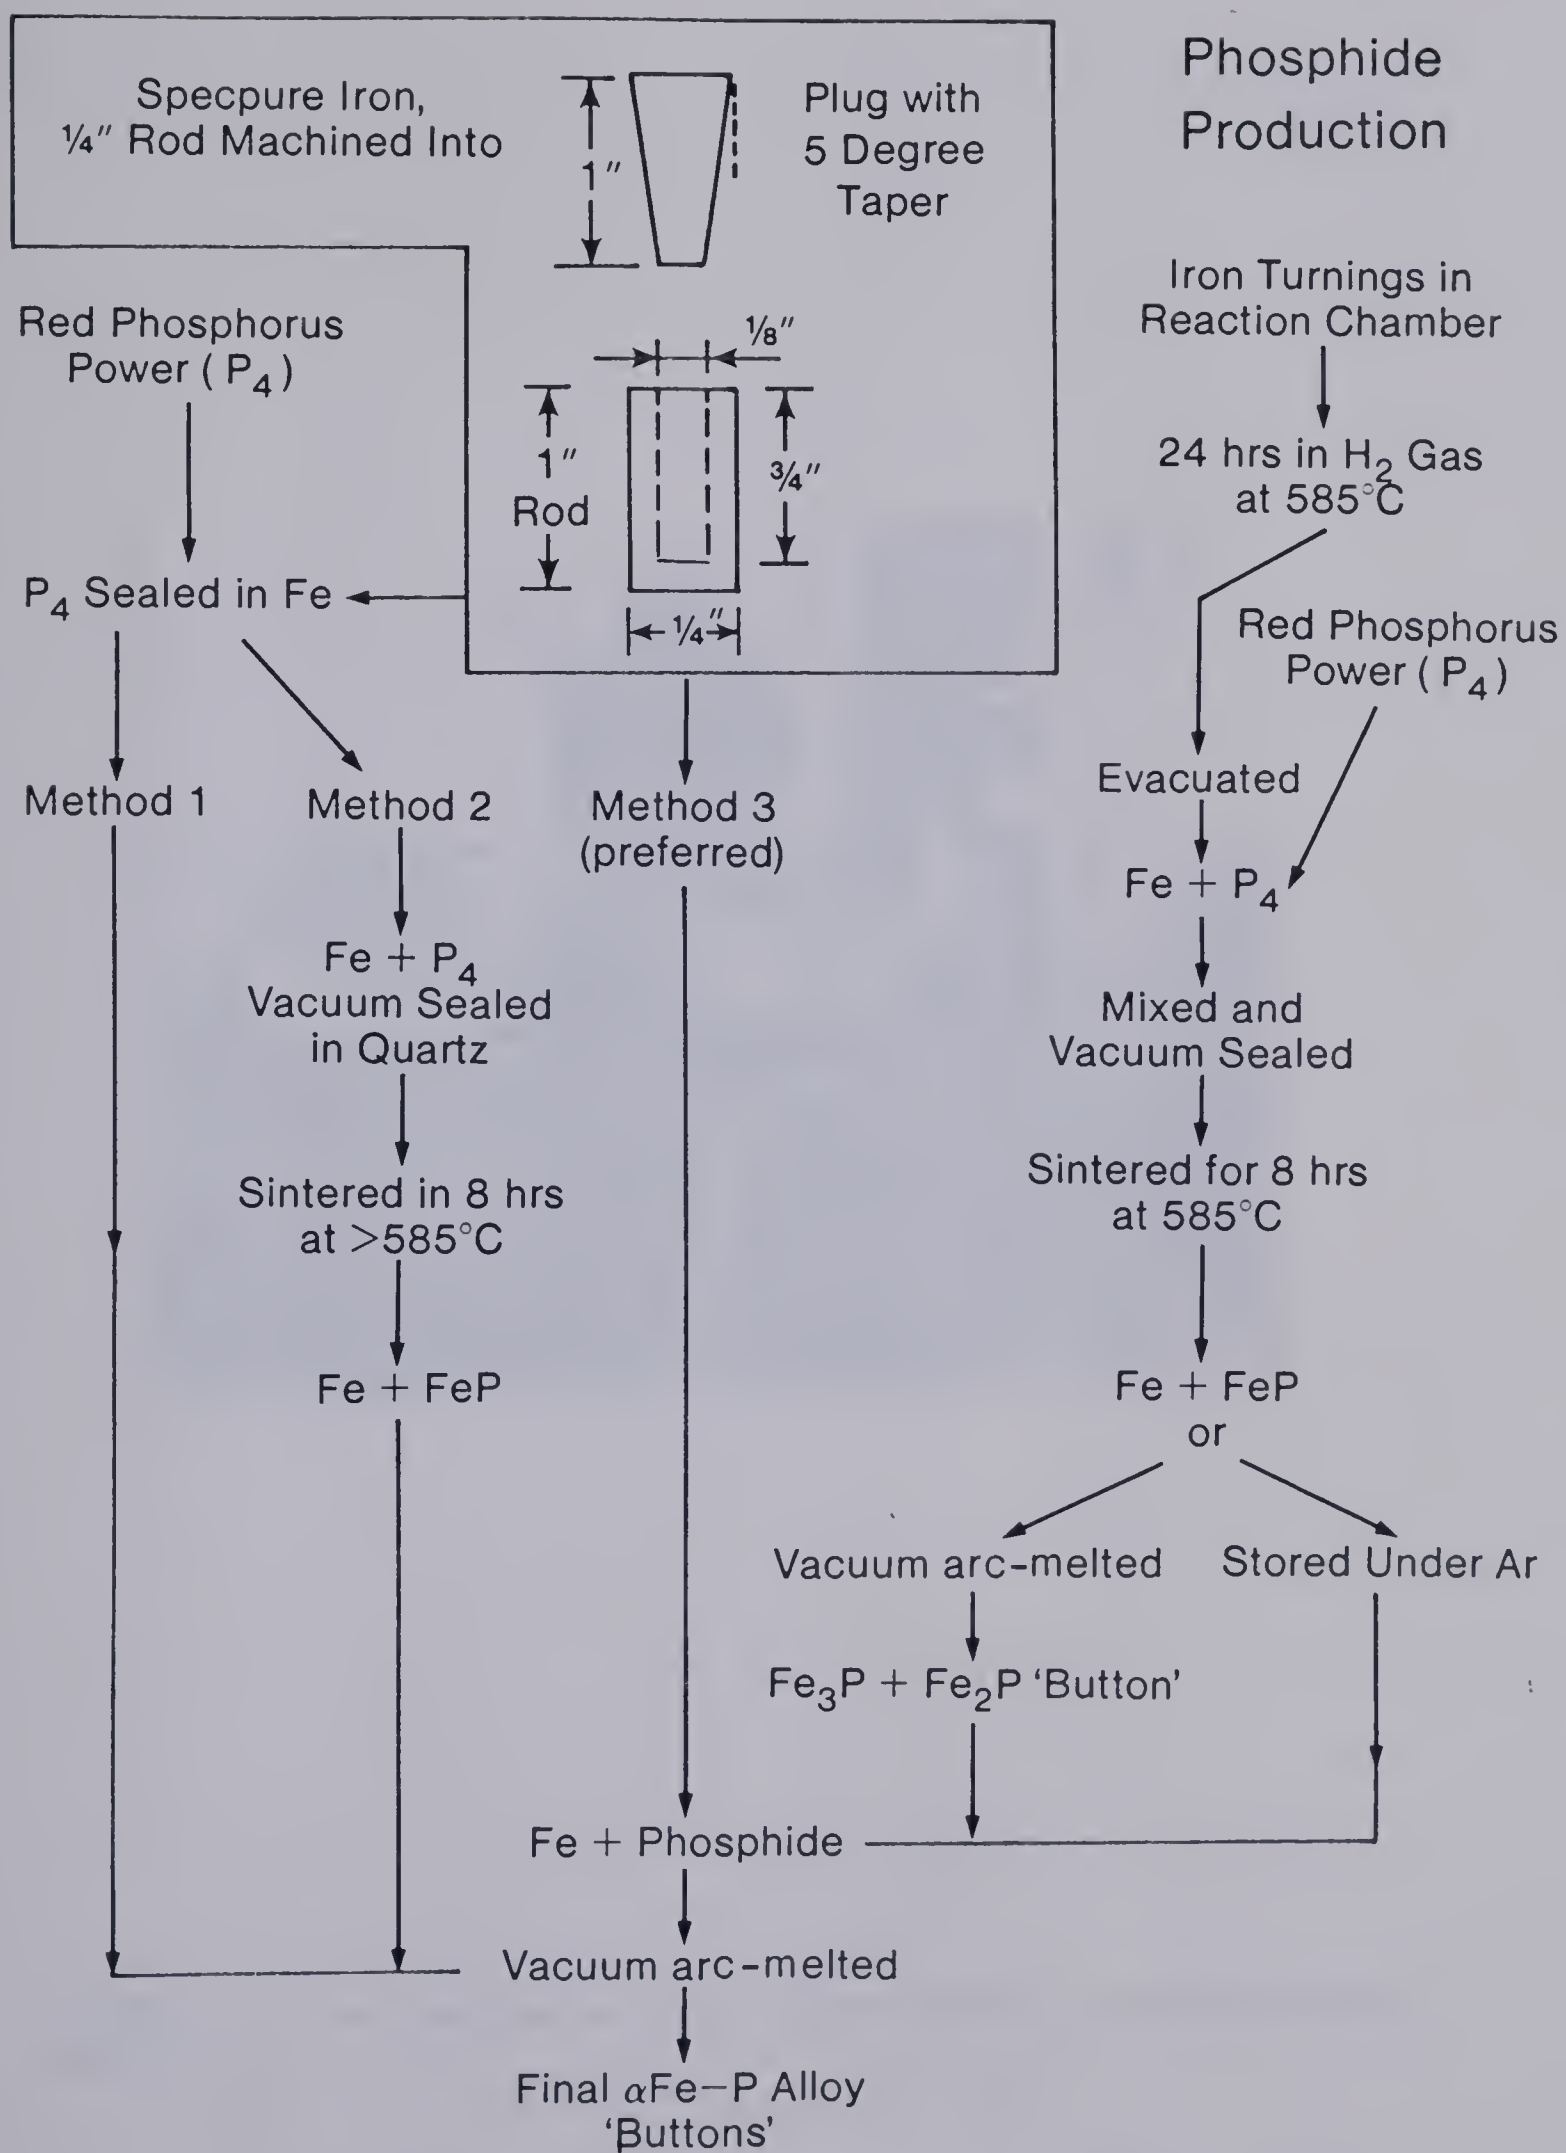 Phosphide
Production
Specpure Iron,
¼" Rod Machined Into
1"
Plug with
5 Degree
Taper
Iron Turnings in
Reaction Chamber
Red Phosphorus
Power ( P₄ )
⅛"
1"
Rod
¾"
¼"
24 hrs in H₂ Gas
at 585°C
P₄ Sealed in Fe
Red Phosphorus
Power ( P₄ )
Method 1
Method 2
Method 3
(preferred)
Evacuated
Fe + P₄
Fe + P₄
Vacuum Sealed
in Quartz
Mixed and
Vacuum Sealed
Sintered in 8 hrs
at >585°C
Sintered for 8 hrs
at 585°C
Fe + FeP
Fe + FeP
or
Vacuum arc-melted
Stored Under Ar
Fe₃P + Fe₂P 'Button'
Fe + Phosphide
Vacuum arc-melted
Final αFe-P Alloy
'Buttons'